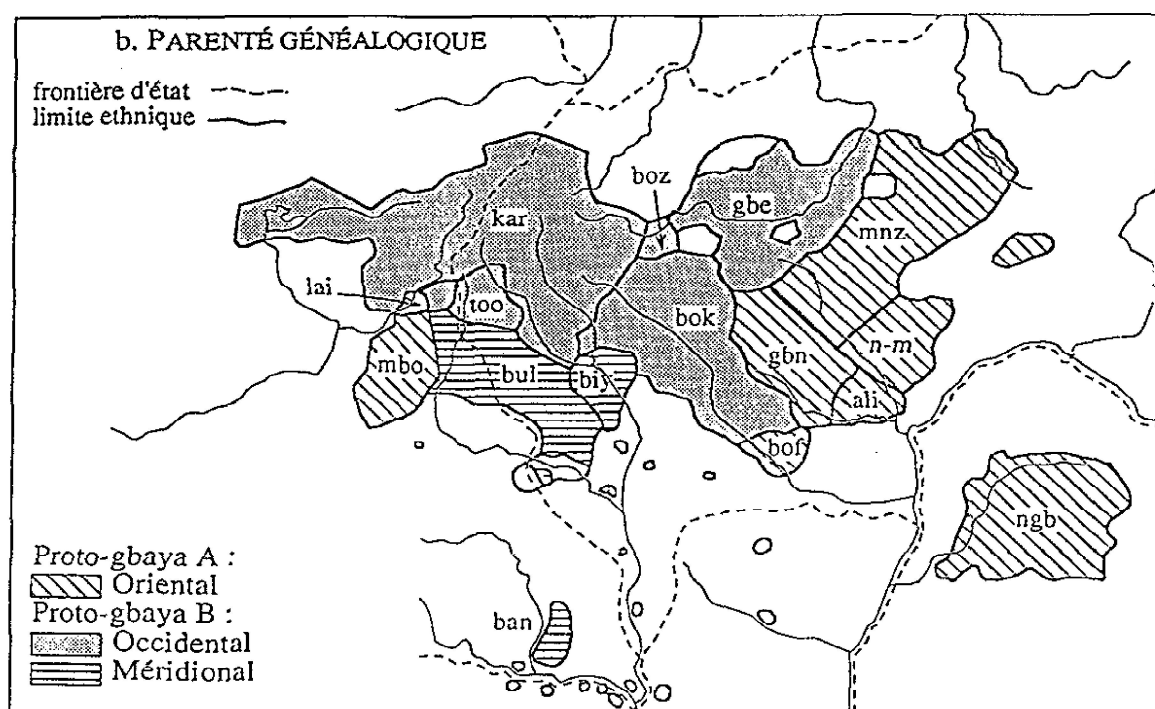 b. PARENTÉ GÉNÉALOGIQUE
frontière d'état
limite ethnique
boz
gbe
kar
mnz
lai
too
bok
n-m
gbn
mbo
bul
biy
ali
bof
ngb
Proto-gbaya A :
Oriental
Proto-gbaya B :
Occidental
Méridional
ban